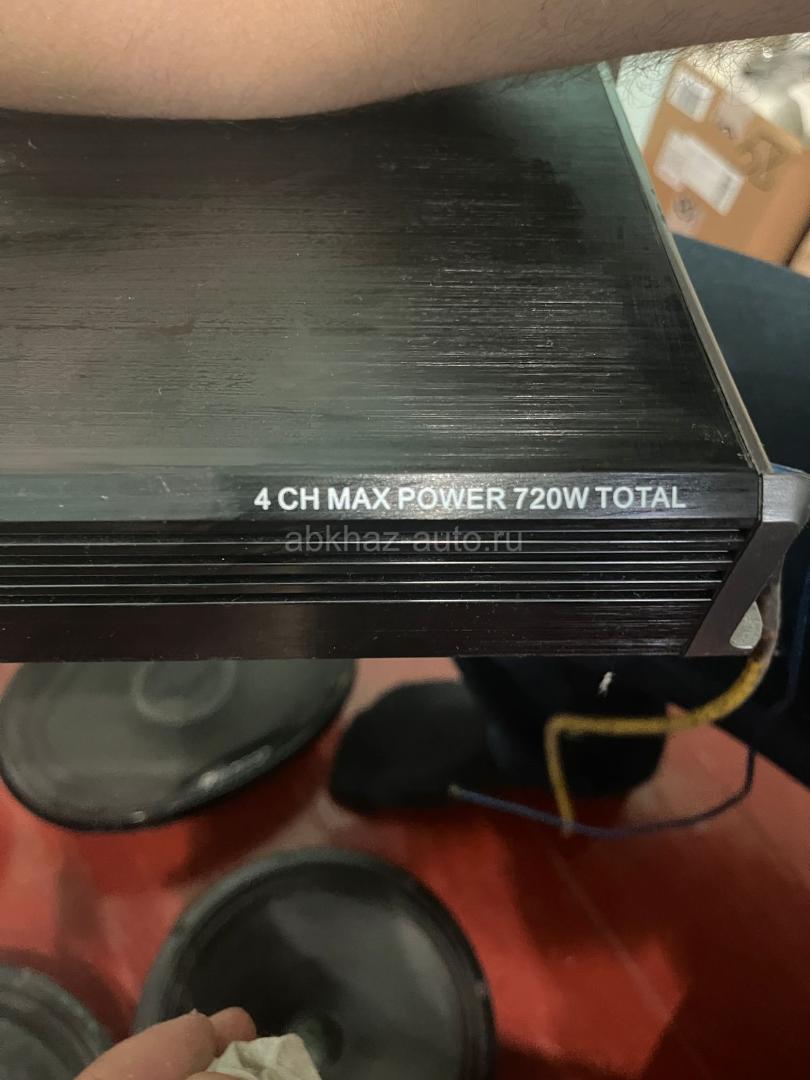 4 CH MAX POWER 720W TOTAL
abkhaz-auto.ru